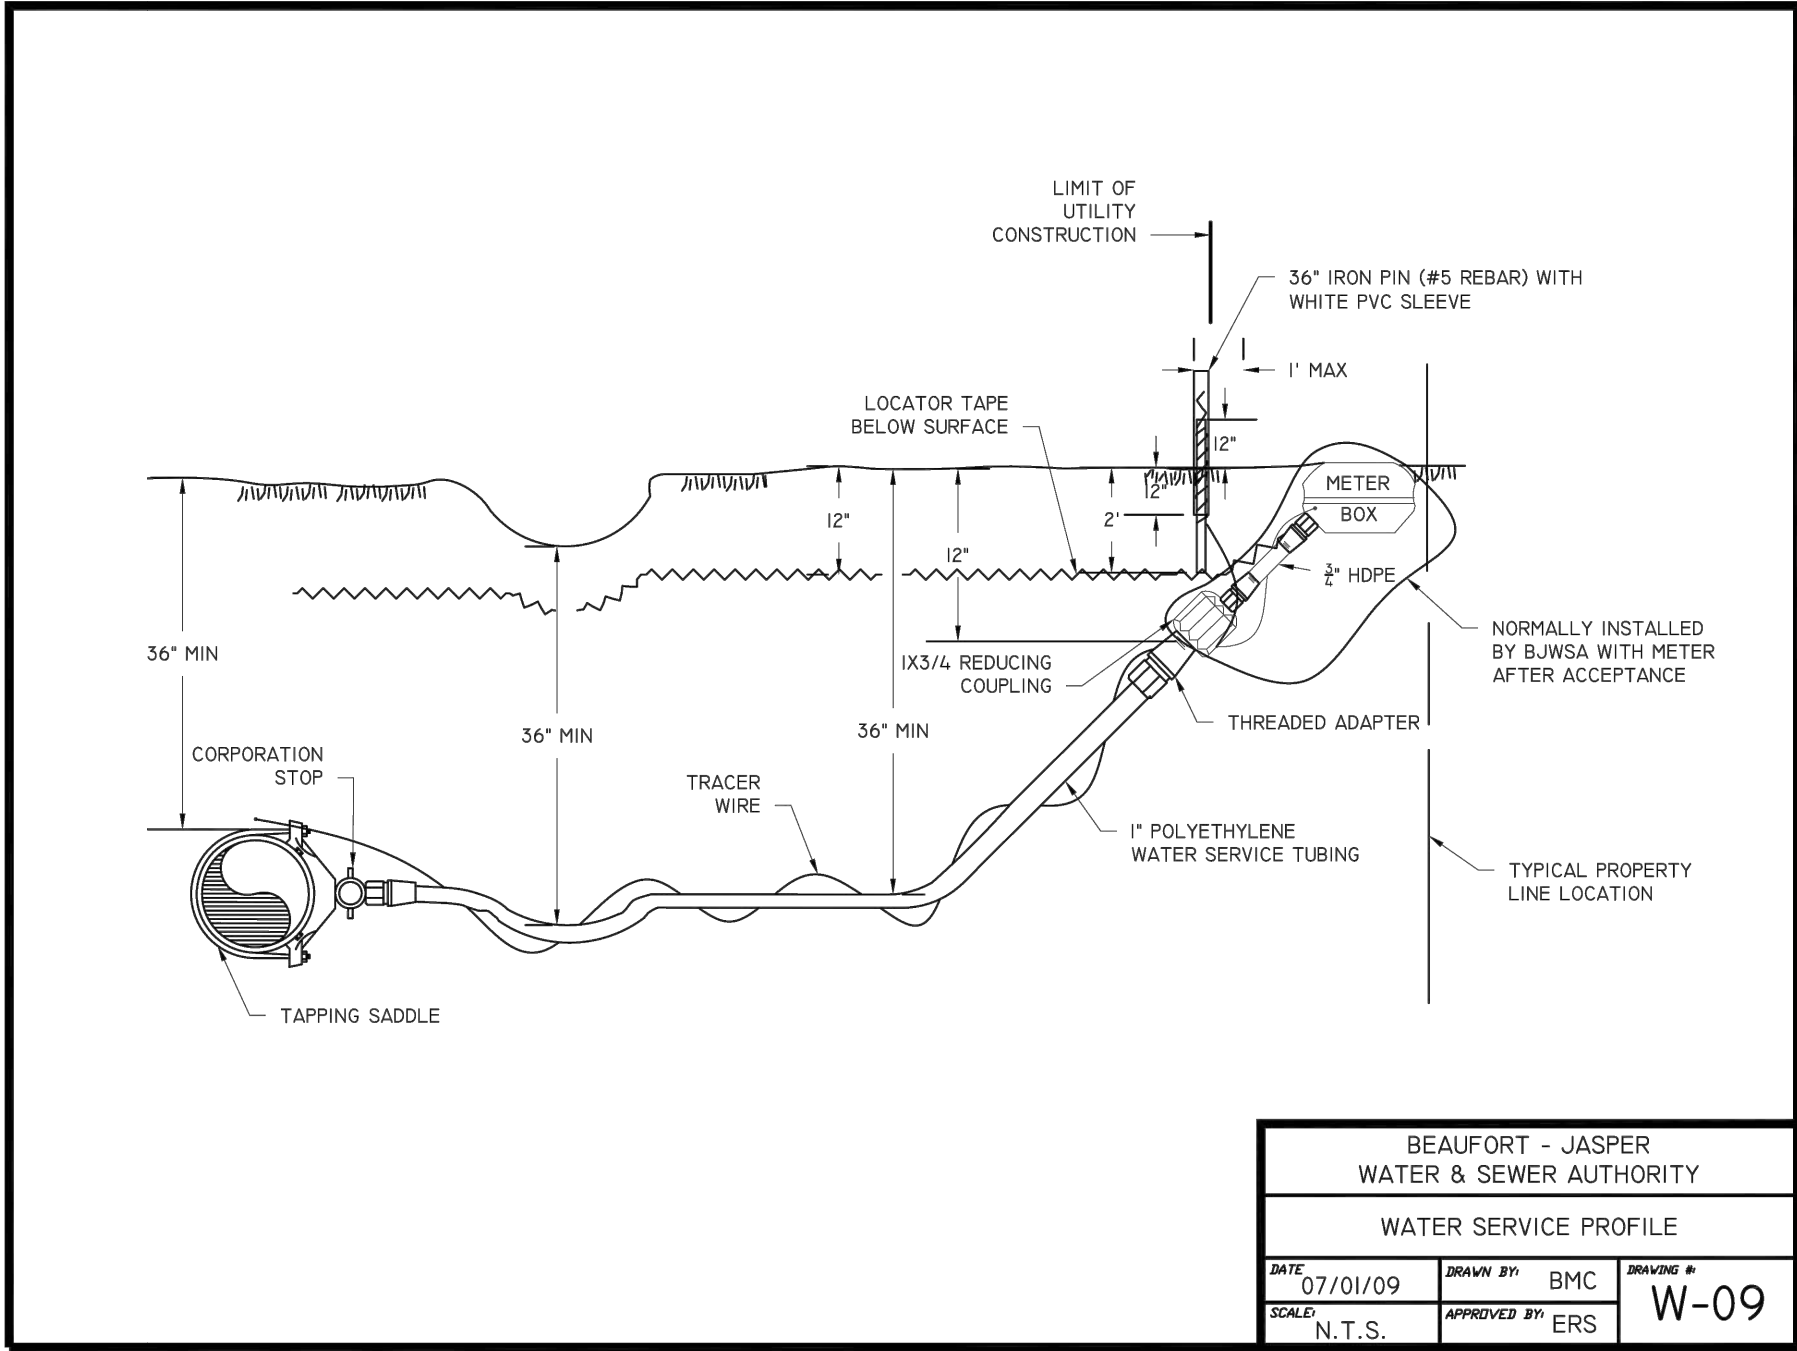 LIMIT OF
UTILITY
CONSTRUCTION
36" IRON PIN (#5 REBAR) WITH
WHITE PVC SLEEVE
1' MAX
LOCATOR TAPE
BELOW SURFACE
12"
12"
12"
2'
12"
METER
BOX
3/4" HDPE
36" MIN
NORMALLY INSTALLED
BY BJWSA WITH METER
AFTER ACCEPTANCE
1X3/4 REDUCING
COUPLING
THREADED ADAPTER
36" MIN
36" MIN
CORPORATION
STOP
TRACER
WIRE
1" POLYETHYLENE
WATER SERVICE TUBING
TYPICAL PROPERTY
LINE LOCATION
TAPPING SADDLE
BEAUFORT - JASPER
WATER & SEWER AUTHORITY
WATER SERVICE PROFILE
DATE
07/01/09
DRAWN BY: BMC
DRAWING #:
W-09
SCALE:
N.T.S.
APPROVED BY: ERS